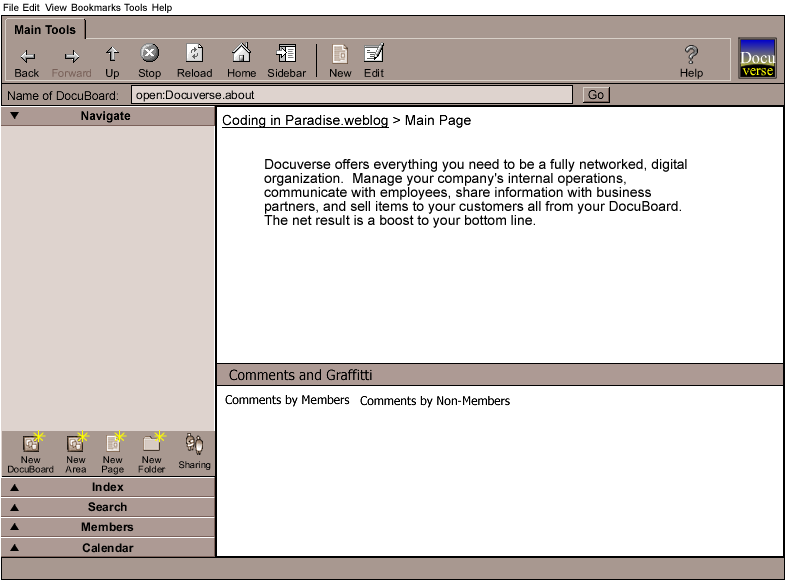 File Edit View Bookmarks Tools Help
Main Tools
Back Forward Up Stop Reload Home Sidebar New Edit Help
Docu
verse
Name of DocuBoard: open:Docuverse.about Go
Navigate
Coding in Paradise.weblog > Main Page
Docuverse offers everything you need to be a fully networked, digital
organization.  Manage your company's internal operations,
communicate with employees, share information with business
partners, and sell items to your customers all from your DocuBoard.
The net result is a boost to your bottom line.
Comments and Graffitti
Comments by Members Comments by Non-Members
New DocuBoard
New Area
New Page
New Folder
Sharing
Index
Search
Members
Calendar